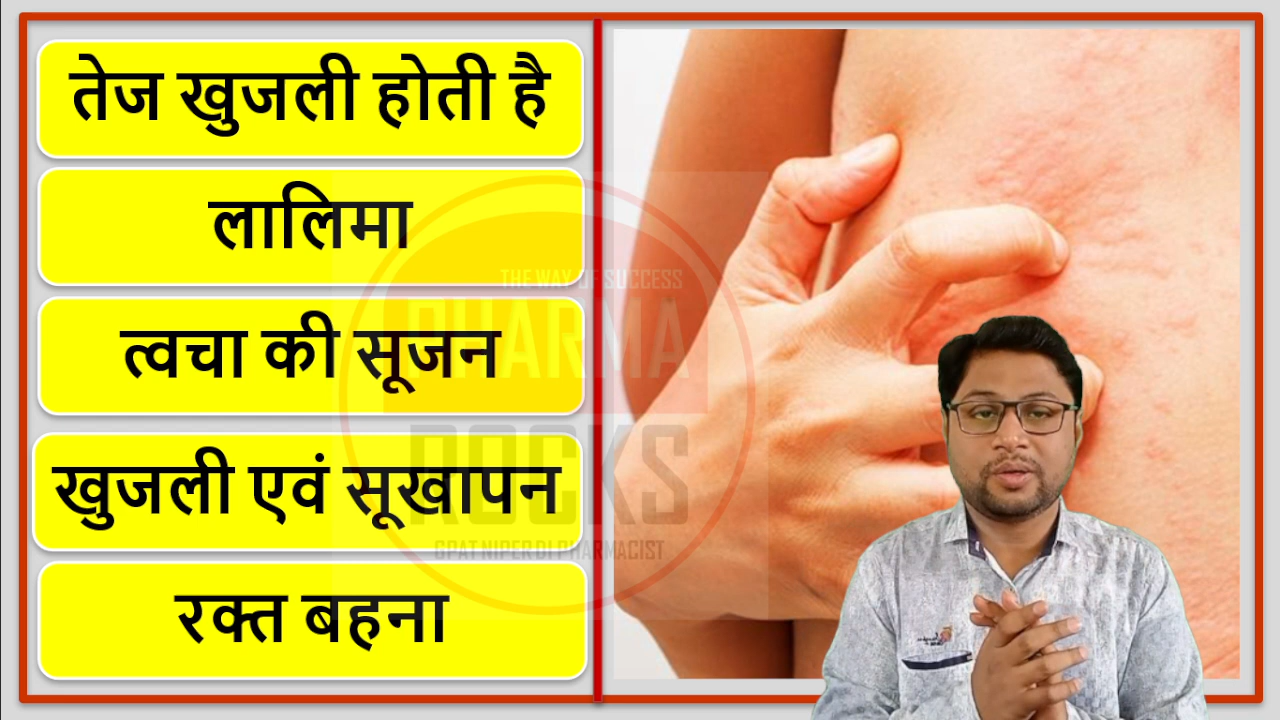 तेज खुजली होती है
लालिमा
त्वचा की सूजन
खुजली एवं सूखापन
रक्त बहना
THE WAY OF SUCCESS
PHARMA
ROCKS
GPAT NIPER DI PHARMACIST